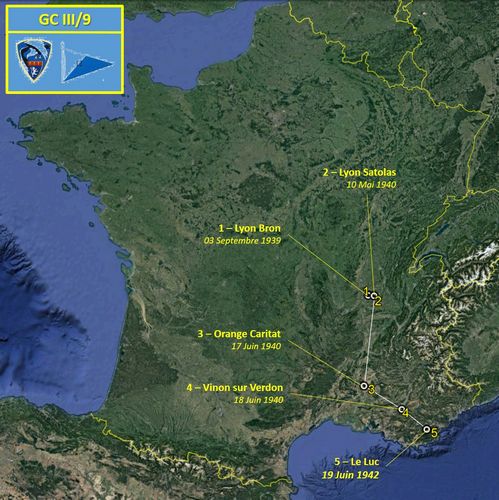 GC III/9
2 – Lyon Satolas
10 Mai 1940
1 – Lyon Bron
03 Septembre 1939
1
2
3 – Orange Caritat
17 Juin 1940
3
4 – Vinon sur Verdon
18 Juin 1940
4
5
5 – Le Luc
19 Juin 1942